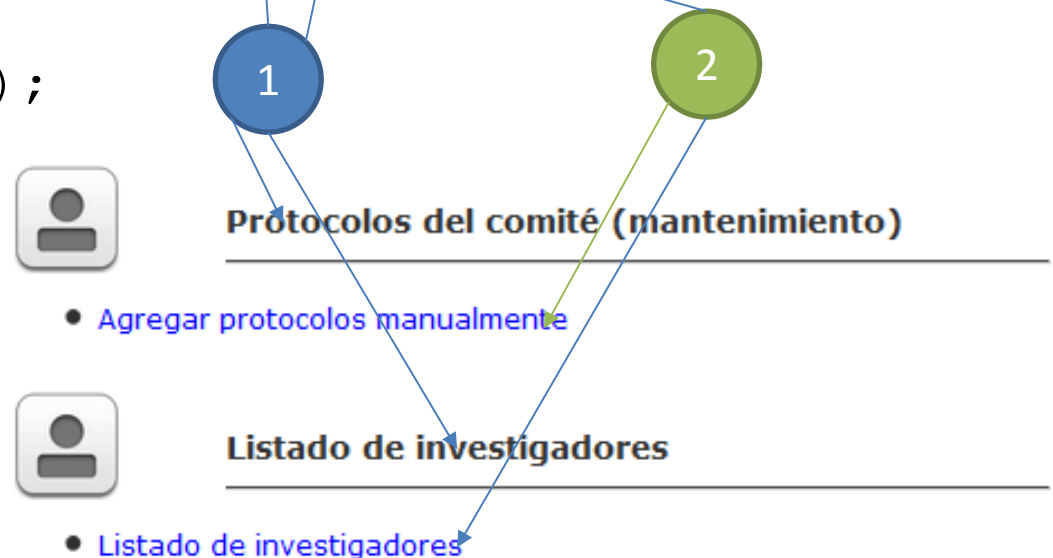 1
2
);
Protocolos del comité (mantenimiento)
Agregar protocolos manualmente
Listado de investigadores
Listado de investigadores